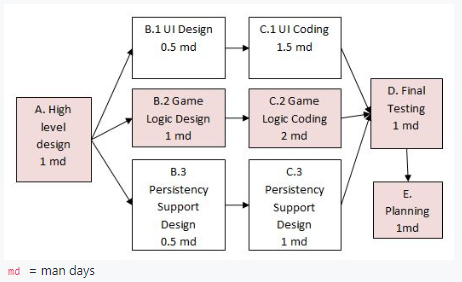 A. High
level
design
1 md
B.1 UI Design
0.5 md
C.1 UI Coding
1.5 md
B.2 Game
Logic Design
1 md
C.2 Game
Logic Coding
2 md
B.3
Persistency
Support
Design
0.5 md
C.3
Persistency
Support
Design
1 md
D. Final
Testing
1 md
E.
Planning
1md
md = man days